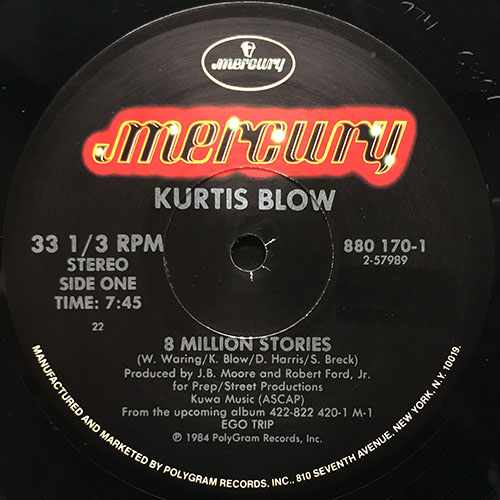 mercury
mercury
KURTIS BLOW
33 1/3 RPM
STEREO
SIDE ONE
TIME: 7:45
22
880 170-1
2-57989
8 MILLION STORIES
(W. Waring/K. Blow/D. Harris/S. Breck)
Produced by J.B. Moore and Robert Ford, Jr.
for Prep/Street Productions
Kuwa Music (ASCAP)
From the upcoming album 422-822 420-1 M-1
EGO TRIP
℗ 1984 PolyGram Records, Inc.
MANUFACTURED AND MARKETED BY POLYGRAM RECORDS, INC., 810 SEVENTH AVENUE, NEW YORK, N.Y. 10019.